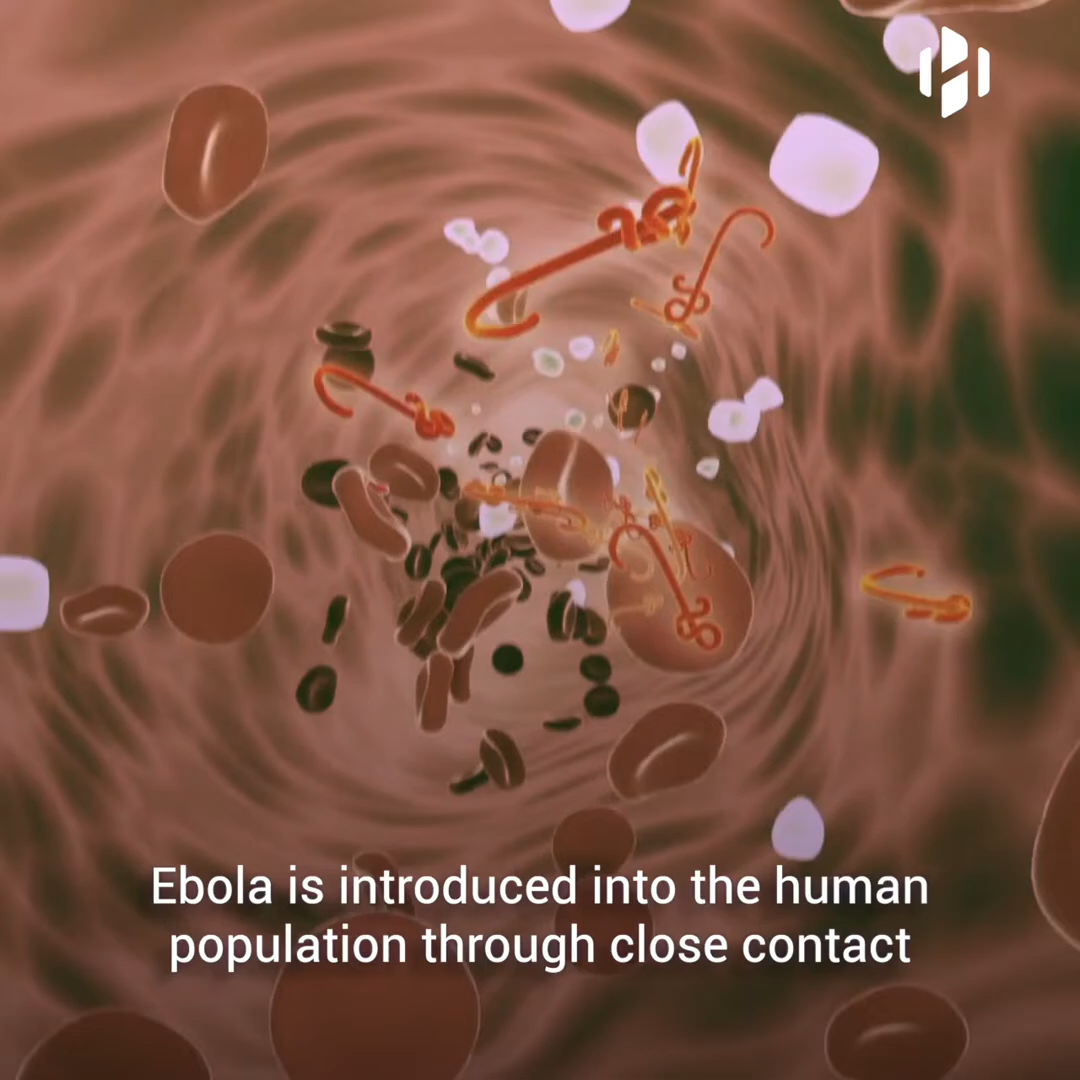 Ebola is introduced into the human
population through close contact